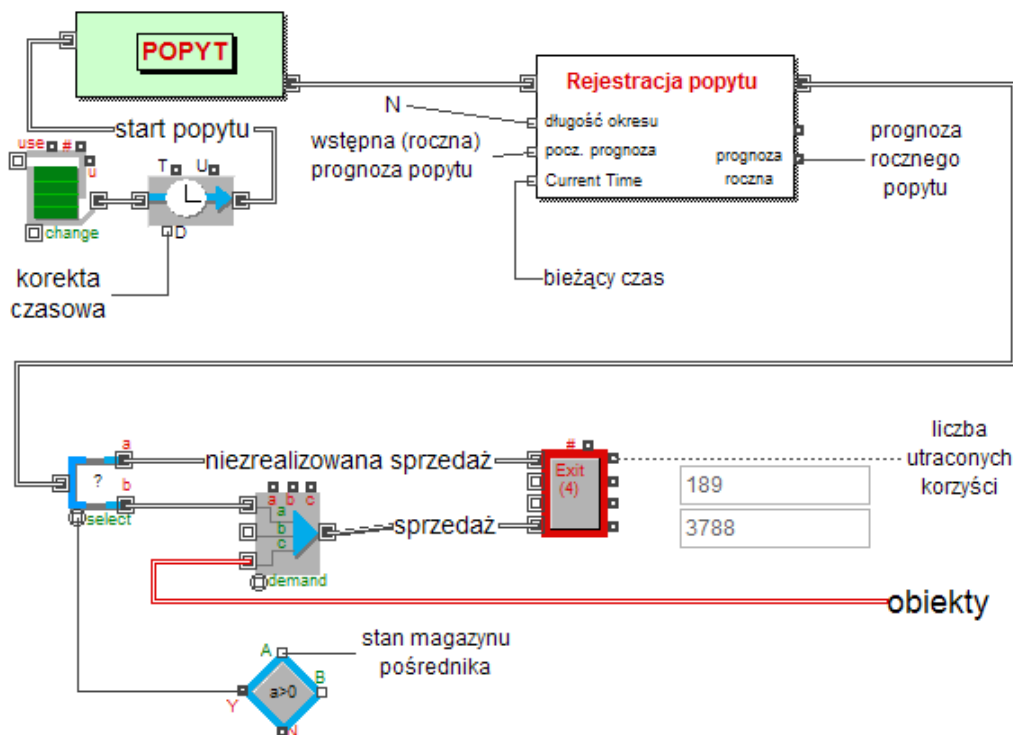 POPYT
Rejestracja popytu
N
długość okresu
start popytu
wstępna (roczna)
prognoza popytu
pocz. prognoza
prognoza
roczna
Current Time
prognoza
rocznego
popytu
use # u
T U
change
D
korekta
czasowa
bieżący czas
a
niezrealizowana sprzedaż
#
Exit
(4)
liczba
utraconych
korzyści
?
b
select
a b c
a
b
c
demand
sprzedaż
189
3788
obiekty
stan magazynu
pośrednika
A
B
a>0
Y
N